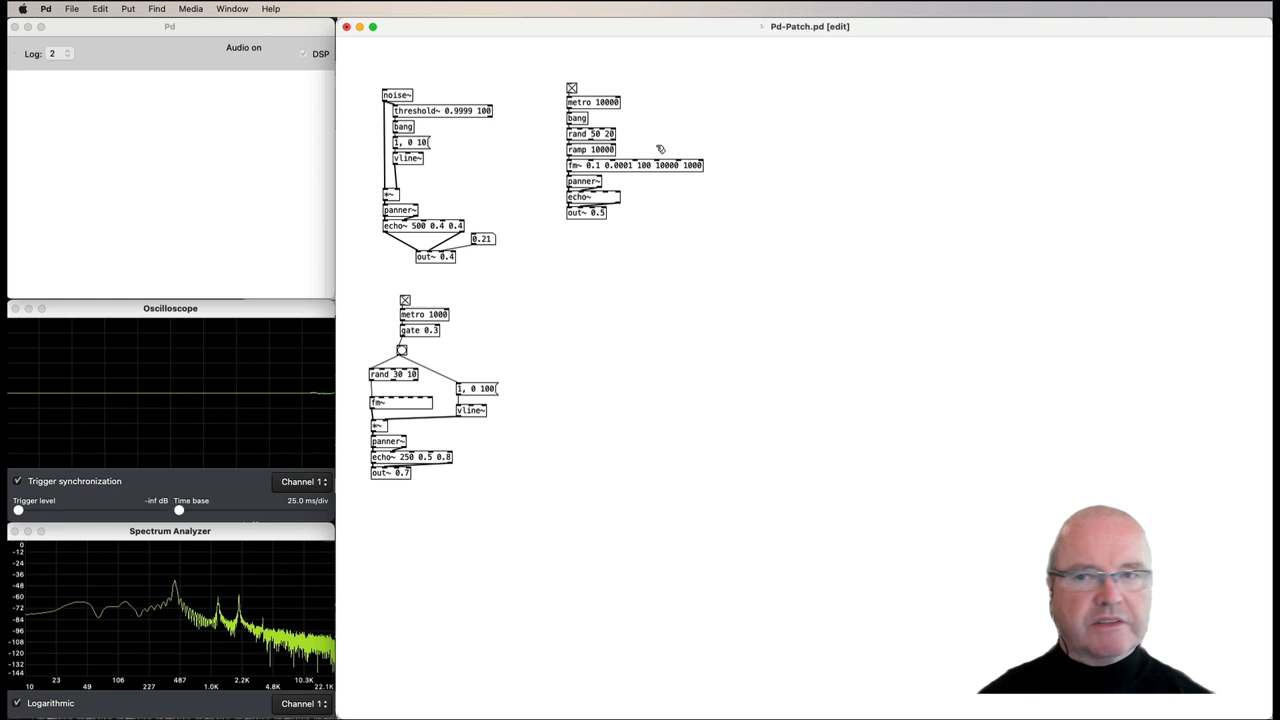 Pd File Edit Put Find Media Window Help
Pd
Log: 2
Audio on
DSP
Pd-Patch.pd [edit]
noise~
threshold~ 0.9999 100
bang
1, 0 10
vline~
*~
panner~
echo~ 500 0.4 0.4
0.21
out~ 0.4
metro 10000
bang
rand 50 20
ramp 10000
fm~ 0.1 0.0001 100 10000 1000
panner~
echo~
out~ 0.5
metro 1000
gate 0.3
rand 30 10
1, 0 100
fm~
vline~
*~
panner~
echo~ 250 0.5 0.8
out~ 0.7
Oscilloscope
Trigger synchronization
Channel 1
Trigger level
-inf dB
Time base
25.0 ms/div
Spectrum Analyzer
0
-12
-24
-36
-48
-60
-72
-84
-96
-108
-120
-132
-144
10 23 49 106 227 487 1.0K 2.2K 4.8K 10.3K 22.1K
Logarithmic
Channel 1